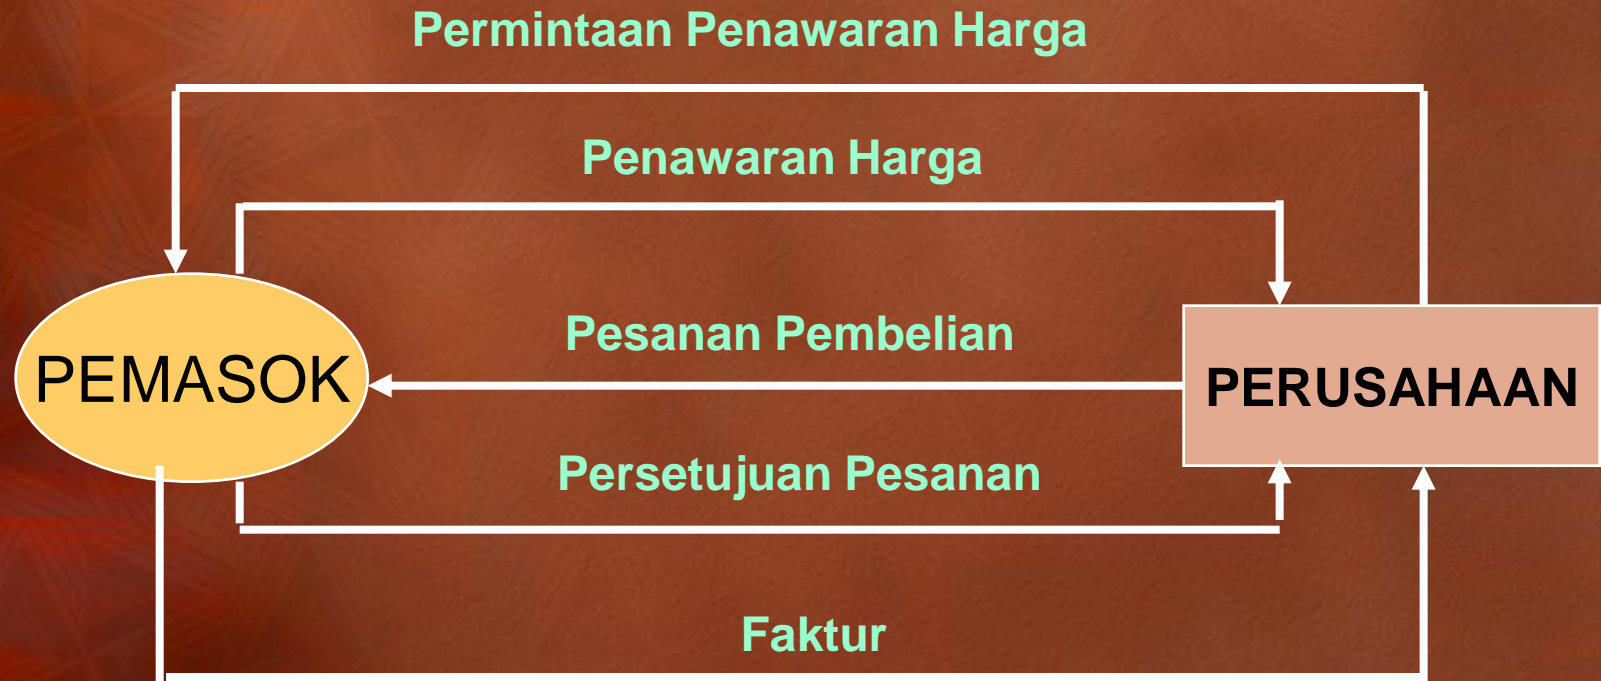 Permintaan Penawaran Harga
Penawaran Harga
Pesanan Pembelian
PEMASOK
PERUSAHAAN
Persetujuan Pesanan
Faktur